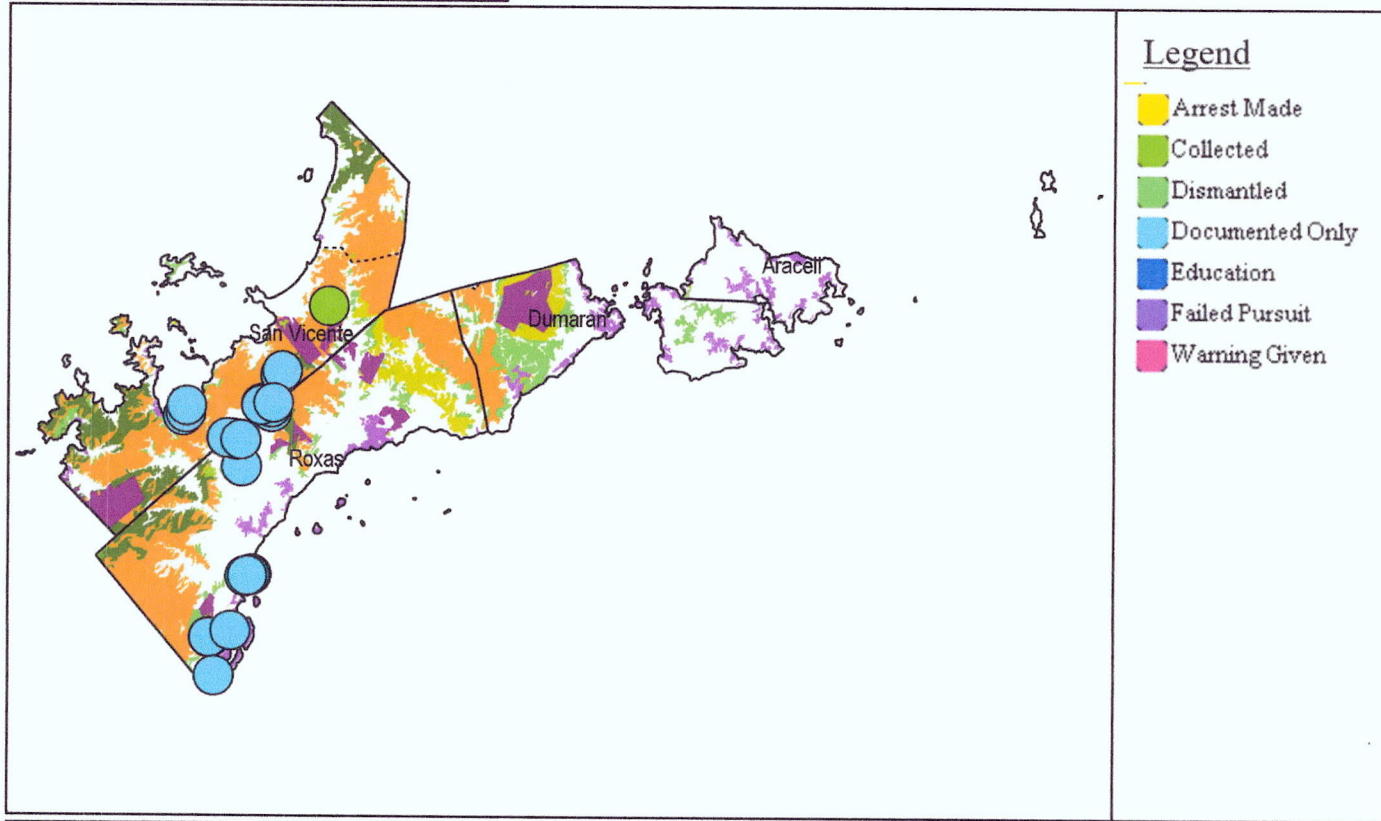 Legend
Arrest Made
Collected
Dismantled
Documented Only
Education
Failed Pursuit
Warning Given
Araceli
Dumaran
San Vicente
Roxas